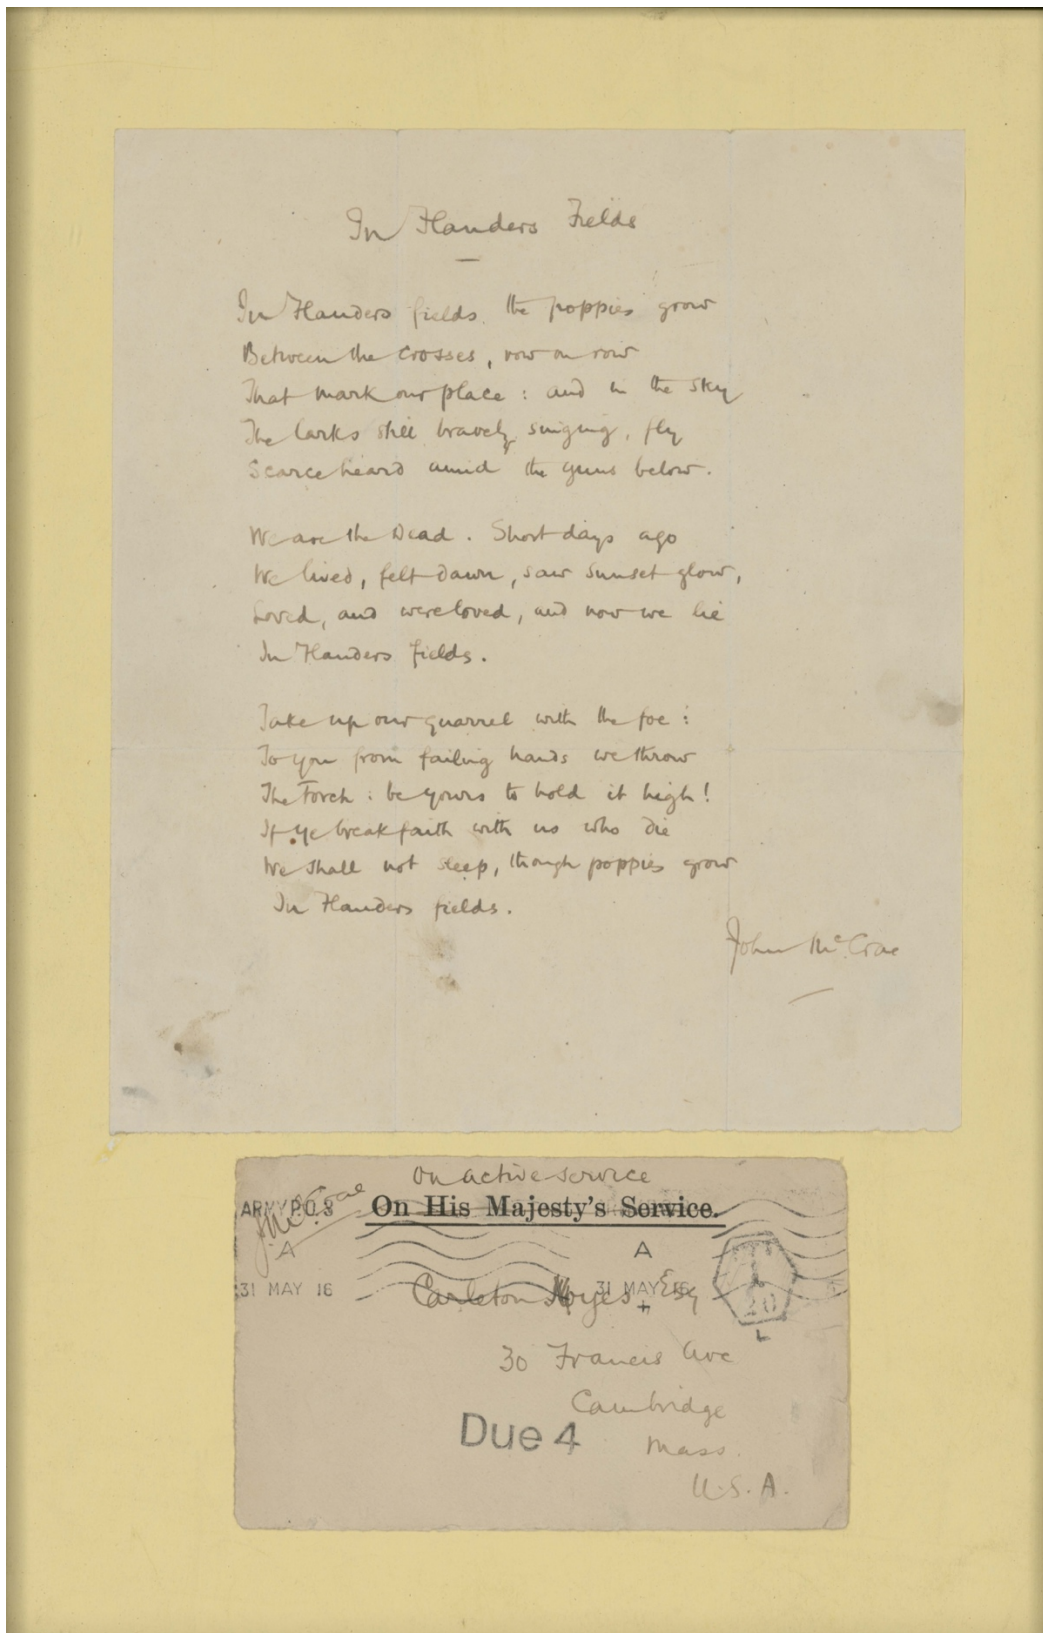 In Flanders Fields
In Flanders fields the poppies grow
Between the crosses, row on row
That mark our place : and in the sky
The larks still bravely singing, fly
Scarce heard amid the guns below.
We are the Dead. Short days ago
We lived, felt dawn, saw sunset glow,
Loved, and were loved, and now we lie
In Flanders fields.
Take up our quarrel with the foe :
To you from failing hands we throw
The Torch : be yours to hold it high!
If ye break faith with us who die
We shall not sleep, though poppies grow
In Flanders fields.
John McCrae
On active service
ARMY P.O. 3
J McCrae
On His Majesty's Service.
A
A
31 MAY 16
31 MAY 16
Carleton Noyes Esq
T
20
L
30 Francis Ave
Cambridge
Due 4
Mass.
U.S.A.